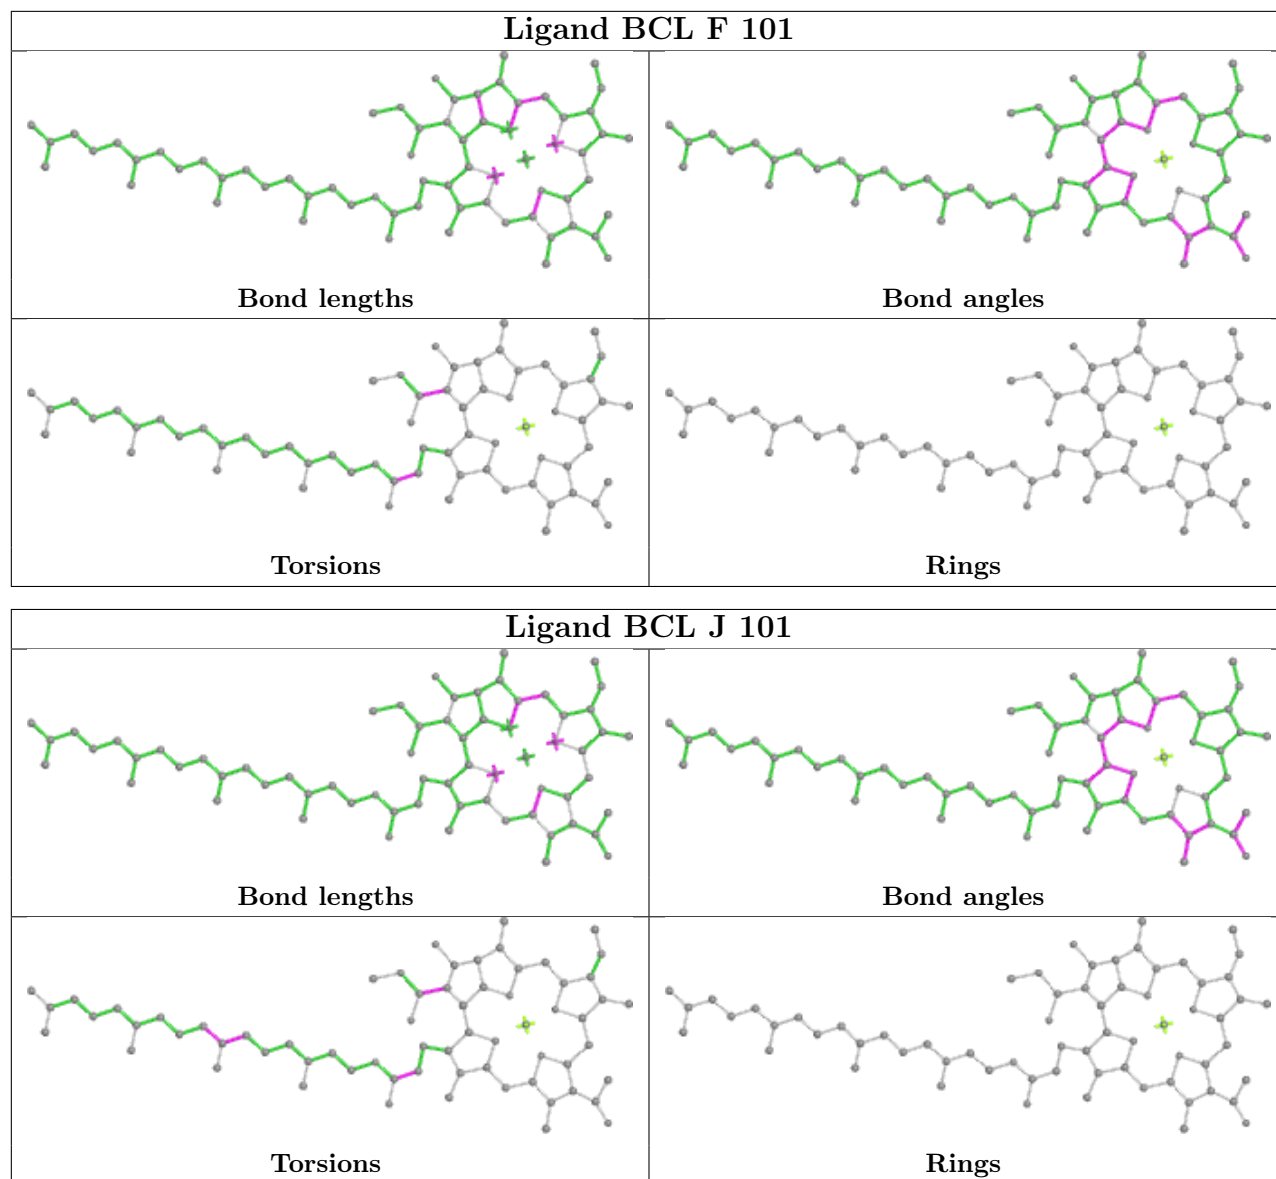 Ligand BCL F 101
Bond lengths
Bond angles
Torsions
Rings
Ligand BCL J 101
Bond lengths
Bond angles
Torsions
Rings